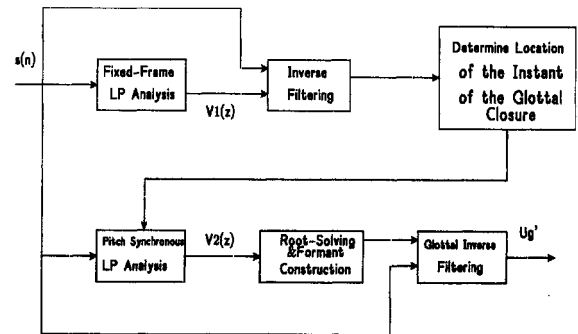 s(n)
Fixed-Frame
LP Analysis
V1(z)
Inverse
Filtering
Determine Location
of the Instant
of the Glottal
Closure
Pitch Synchronous
LP Analysis
V2(z)
Root-Solving
&Formant
Construction
Glottal Inverse
Filtering
Ug'